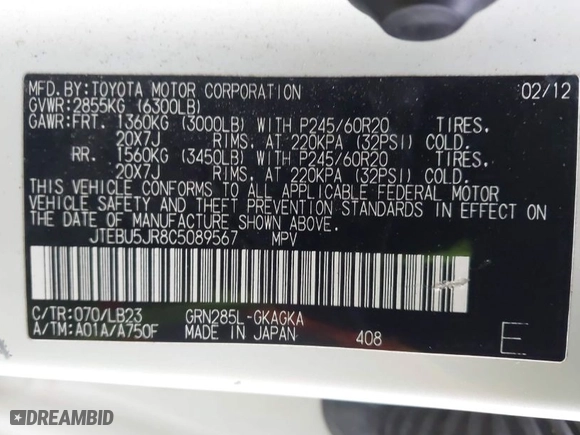 MFD.BY:TOYOTA MOTOR CORPORATION 02/12
GVWR:2855KG (6300LB)
GAWR:FRT. 1360KG (3000LB) WITH P245/60R20 TIRES.
20X7J RIMS. AT 220KPA (32PSI) COLD.
RR. 1560KG (3450LB) WITH P245/60R20 TIRES.
20X7J RIMS. AT 220KPA (32PSI) COLD.
THIS VEHICLE CONFORMS TO ALL APPLICABLE FEDERAL MOTOR
VEHICLE SAFETY AND THEFT PREVENTION STANDARDS IN EFFECT ON
THE DATE OF MANUFACTURE SHOWN ABOVE.
JTEBU5JR8C5089567 MPV
C/TR:070/LB23 GRN285L-GKAGKA
A/TM:A01A/A750F MADE IN JAPAN 408 E
DREAMBID